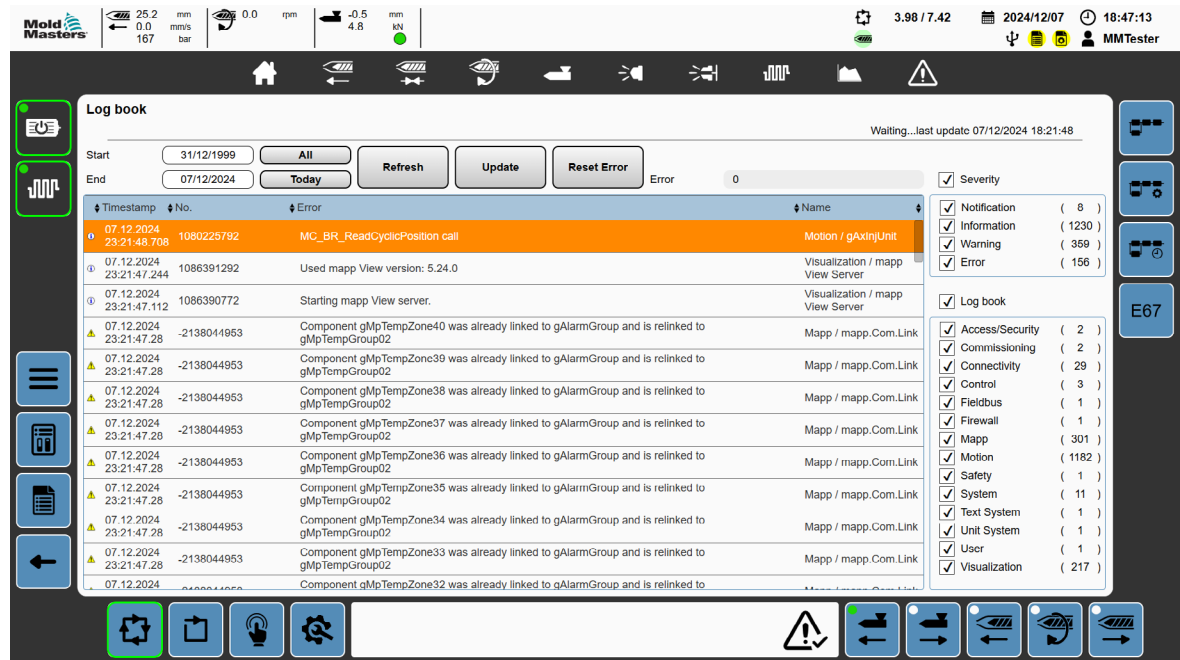 Mold
Masters
25.2 mm
0.0 mm/s
167 bar
0.0 rpm
-0.5 mm
4.8 kN
3.98 / 7.42
2024/12/07
18:47:13
MMTester
Log book
Waiting...last update 07/12/2024 18:21:48
Start 31/12/1999 All
End 07/12/2024 Today
Refresh
Update
Reset Error
Error 0
Timestamp No. Error Name
07.12.2024
23:21:48.708 1080225792 MC_BR_ReadCyclicPosition call Motion / gAxInjUnit
07.12.2024
23:21:47.244 1086391292 Used mapp View version: 5.24.0 Visualization / mapp
View Server
07.12.2024
23:21:47.112 1086390772 Starting mapp View server. Visualization / mapp
View Server
07.12.2024
23:21:47.28 -2138044953 Component gMpTempZone40 was already linked to gAlarmGroup and is relinked to
gMpTempGroup02 Mapp / mapp.Com.Link
07.12.2024
23:21:47.28 -2138044953 Component gMpTempZone39 was already linked to gAlarmGroup and is relinked to
gMpTempGroup02 Mapp / mapp.Com.Link
07.12.2024
23:21:47.28 -2138044953 Component gMpTempZone38 was already linked to gAlarmGroup and is relinked to
gMpTempGroup02 Mapp / mapp.Com.Link
07.12.2024
23:21:47.28 -2138044953 Component gMpTempZone37 was already linked to gAlarmGroup and is relinked to
gMpTempGroup02 Mapp / mapp.Com.Link
07.12.2024
23:21:47.28 -2138044953 Component gMpTempZone36 was already linked to gAlarmGroup and is relinked to
gMpTempGroup02 Mapp / mapp.Com.Link
07.12.2024
23:21:47.28 -2138044953 Component gMpTempZone35 was already linked to gAlarmGroup and is relinked to
gMpTempGroup02 Mapp / mapp.Com.Link
07.12.2024
23:21:47.28 -2138044953 Component gMpTempZone34 was already linked to gAlarmGroup and is relinked to
gMpTempGroup02 Mapp / mapp.Com.Link
07.12.2024
23:21:47.28 -2138044953 Component gMpTempZone33 was already linked to gAlarmGroup and is relinked to
gMpTempGroup02 Mapp / mapp.Com.Link
07.12.2024 Component gMpTempZone32 was already linked to gAlarmGroup and is relinked to
Severity
Notification ( 8 )
Information ( 1230 )
Warning ( 359 )
Error ( 156 )
Log book
Access/Security ( 2 )
Commissioning ( 2 )
Connectivity ( 29 )
Control ( 3 )
Fieldbus ( 1 )
Firewall ( 1 )
Mapp ( 301 )
Motion ( 1182 )
Safety ( 1 )
System ( 11 )
Text System ( 1 )
Unit System ( 1 )
User ( 1 )
Visualization ( 217 )
E67